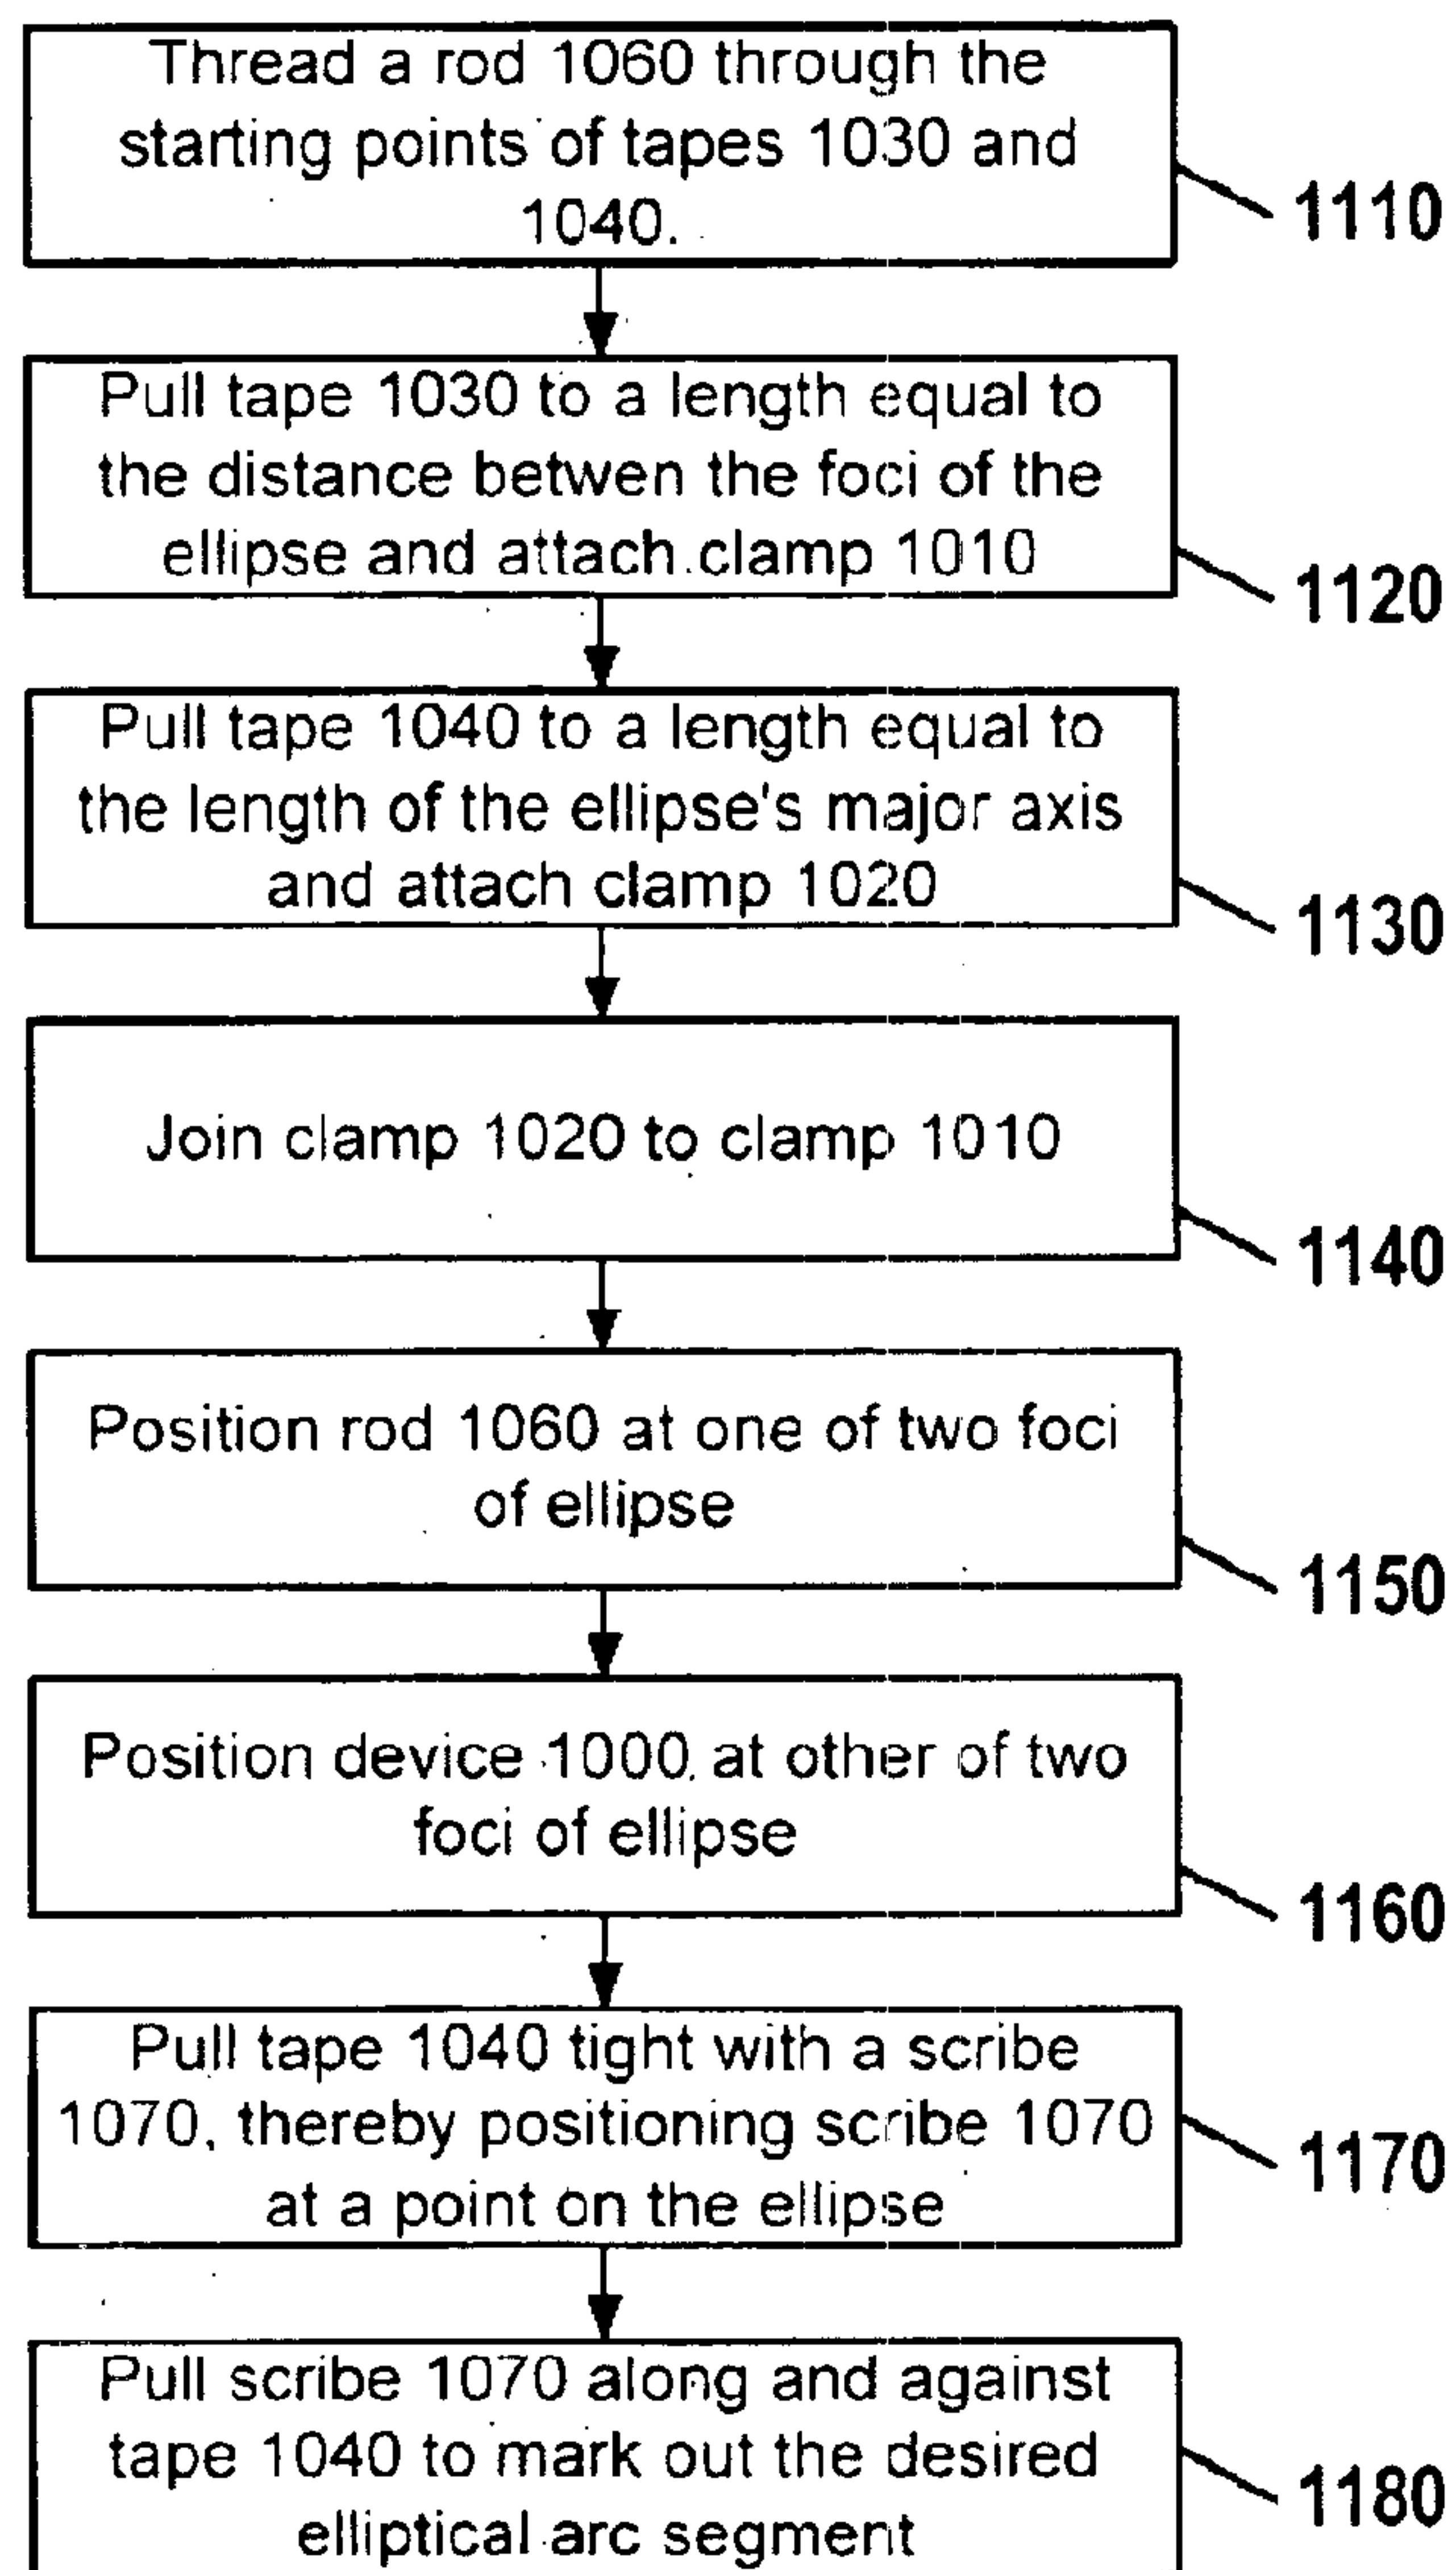 Thread a rod 1060 through the
starting points of tapes 1030 and
1040.
1110
Pull tape 1030 to a length equal to
the distance betwen the foci of the
ellipse and attach clamp 1010
1120
Pull tape 1040 to a length equal to
the length of the ellipse's major axis
and attach clamp 1020
1130
Join clamp 1020 to clamp 1010
1140
Position rod 1060 at one of two foci
of ellipse
1150
Position device 1000 at other of two
foci of ellipse
1160
Pull tape 1040 tight with a scribe
1070, thereby positioning scribe 1070
at a point on the ellipse
1170
Pull scribe 1070 along and against
tape 1040 to mark out the desired
elliptical arc segment
1180